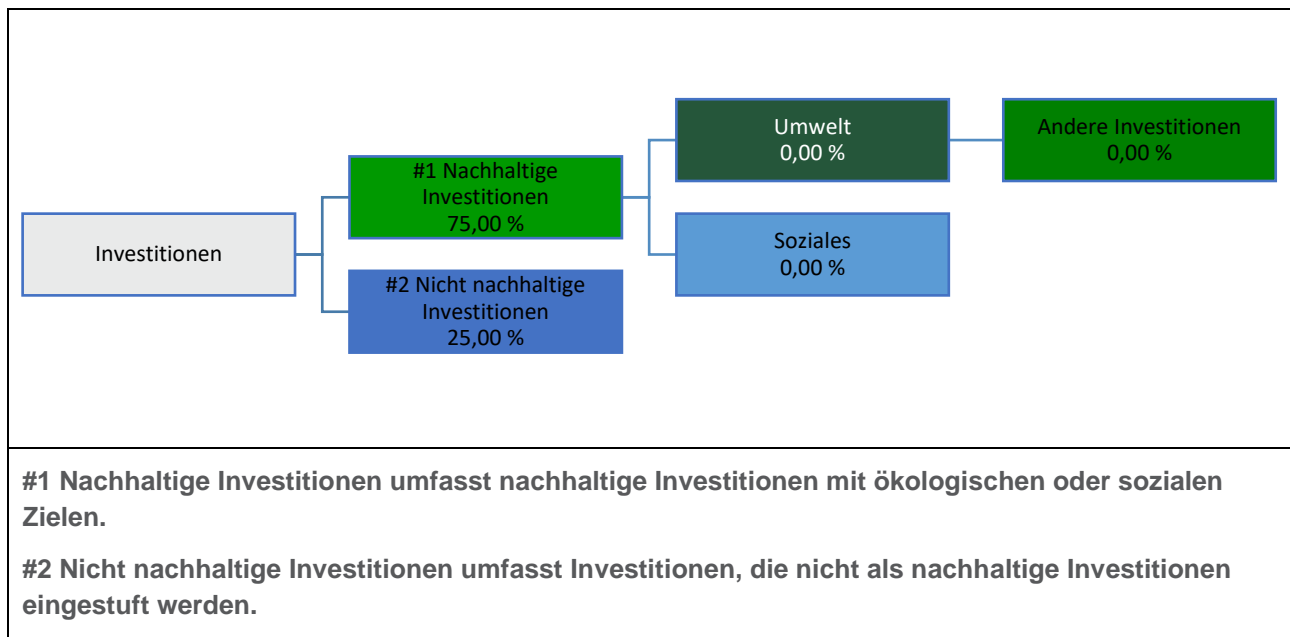 Investitionen
#1 Nachhaltige
Investitionen
75,00 %
#2 Nicht nachhaltige
Investitionen
25,00 %
Umwelt
0,00 %
Soziales
0,00 %
Andere Investitionen
0,00 %
#1 Nachhaltige Investitionen umfasst nachhaltige Investitionen mit ökologischen oder sozialen
Zielen.
#2 Nicht nachhaltige Investitionen umfasst Investitionen, die nicht als nachhaltige Investitionen
eingestuft werden.